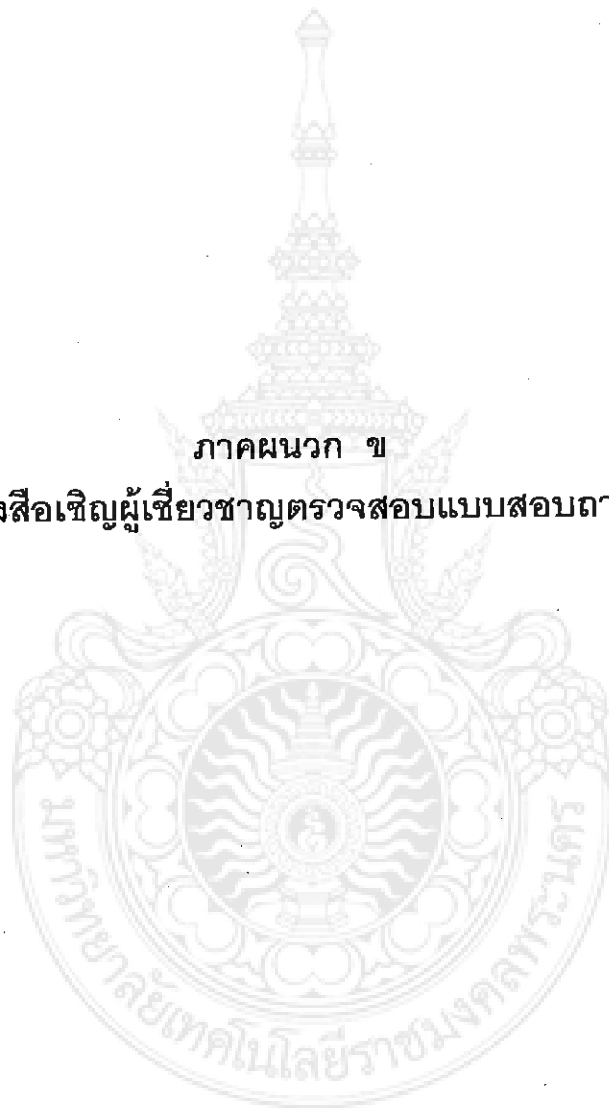 ภาคผนวก ข
งสือเชิญผู้เชี่ยวชาญตรวจสอบแบบสอบถา
มหาวิทยาลัยเทคโนโลยีราชมงคลพระนคร